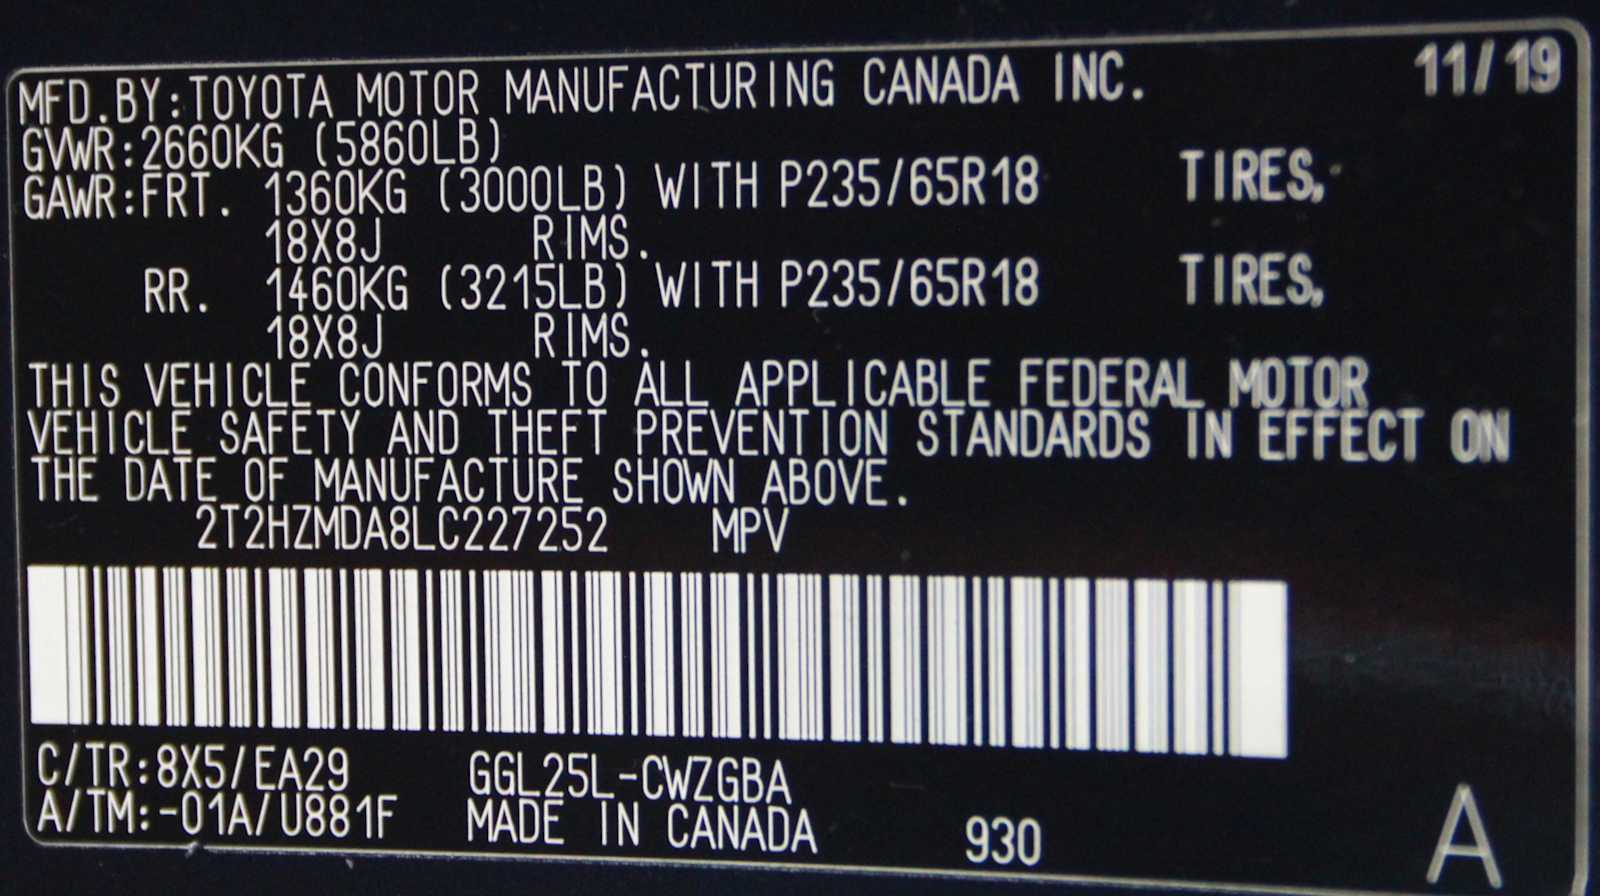 MFD.BY:TOYOTA MOTOR MANUFACTURING CANADA INC. 11/19
GVWR:2660KG (5860LB)
GAWR:FRT. 1360KG (3000LB) WITH P235/65R18 TIRES,
18X8J RIMS.
RR. 1460KG (3215LB) WITH P235/65R18 TIRES,
18X8J RIMS.
THIS VEHICLE CONFORMS TO ALL APPLICABLE FEDERAL MOTOR
VEHICLE SAFETY AND THEFT PREVENTION STANDARDS IN EFFECT ON
THE DATE OF MANUFACTURE SHOWN ABOVE.
2T2HZMDA8LC227252 MPV
C/TR:8X5/EA29 GGL25L-CWZGBA
A/TM:-01A/U881F MADE IN CANADA 930 A